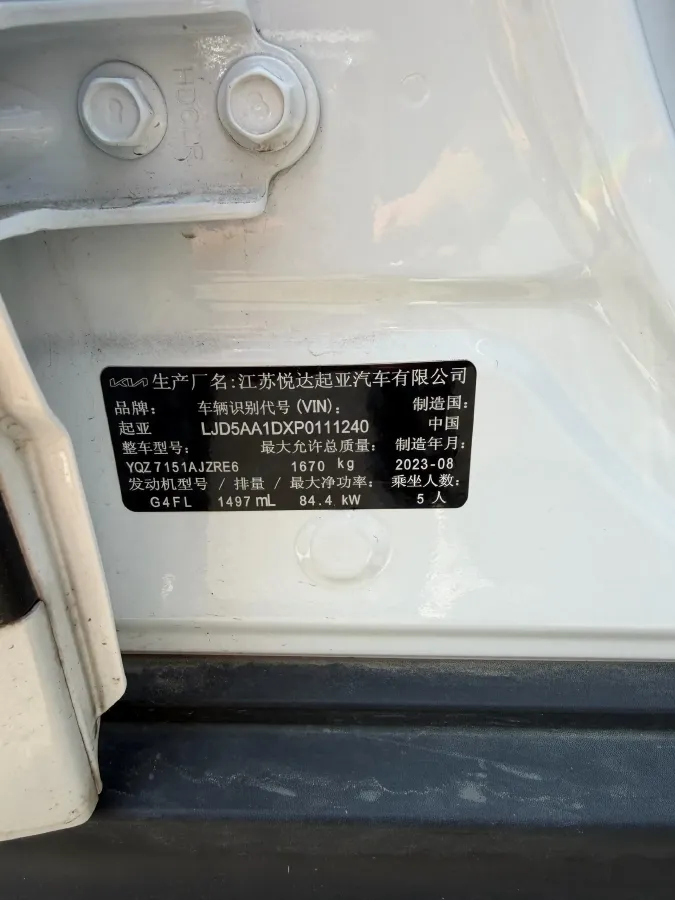 HDCLR
KIA 生产厂名:江苏悦达起亚汽车有限公司
品牌: 车辆识别代号(VIN): 制造国:
起亚 LJD5AA1DXP0111240 中国
整车型号: 最大允许总质量: 制造年月:
YQZ7151AJZRE6 1670 kg 2023-08
发动机型号 / 排量 / 最大净功率: 乘坐人数:
G4FL 1497 mL 84.4 kW 5 人